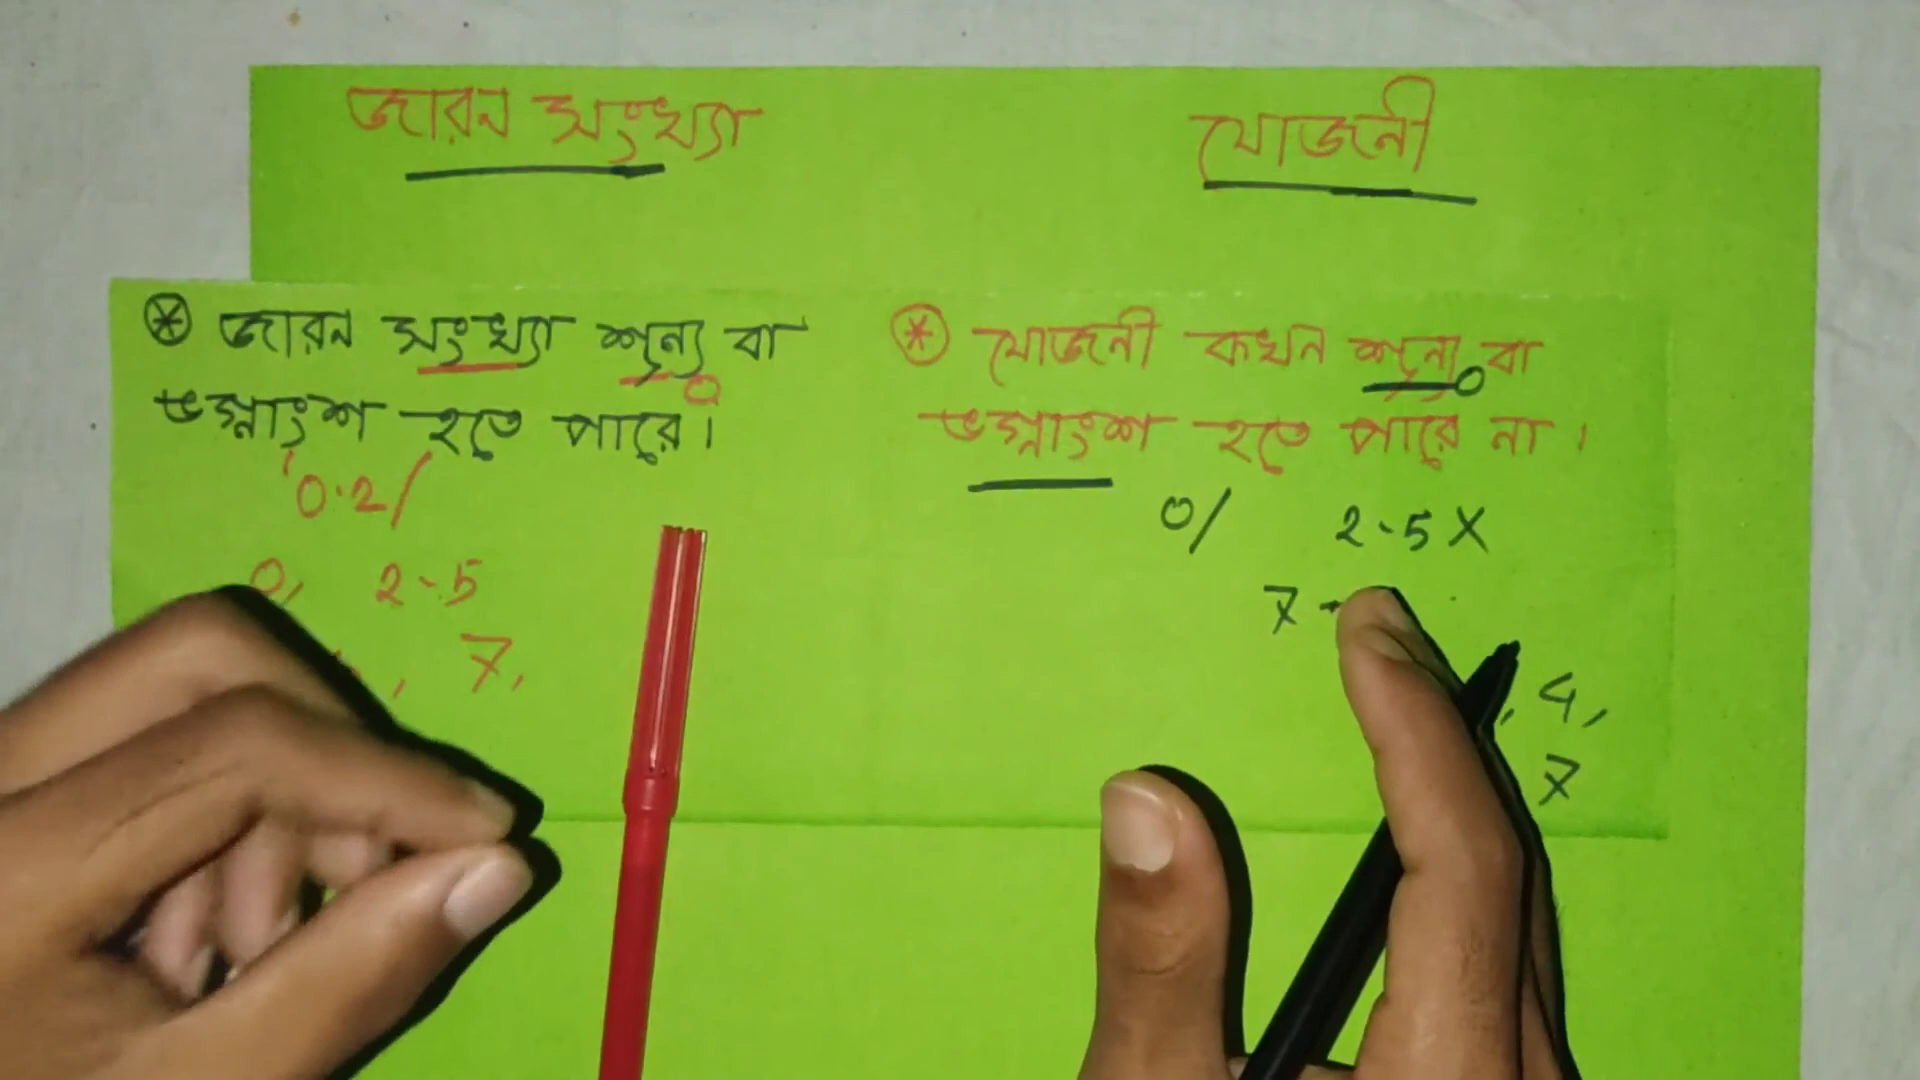 জারন সংখ্যা
যোজনী
⊛ জারন সংখ্যা শূন্য বা
ভগ্নাংশ হতে পারে।
0.2/
0, 2.5
, 7,
⊛ যোজনী কখন শূন্য বা
ভগ্নাংশ হতে পারে না।
0/ 2.5 X
7
, 4,
7